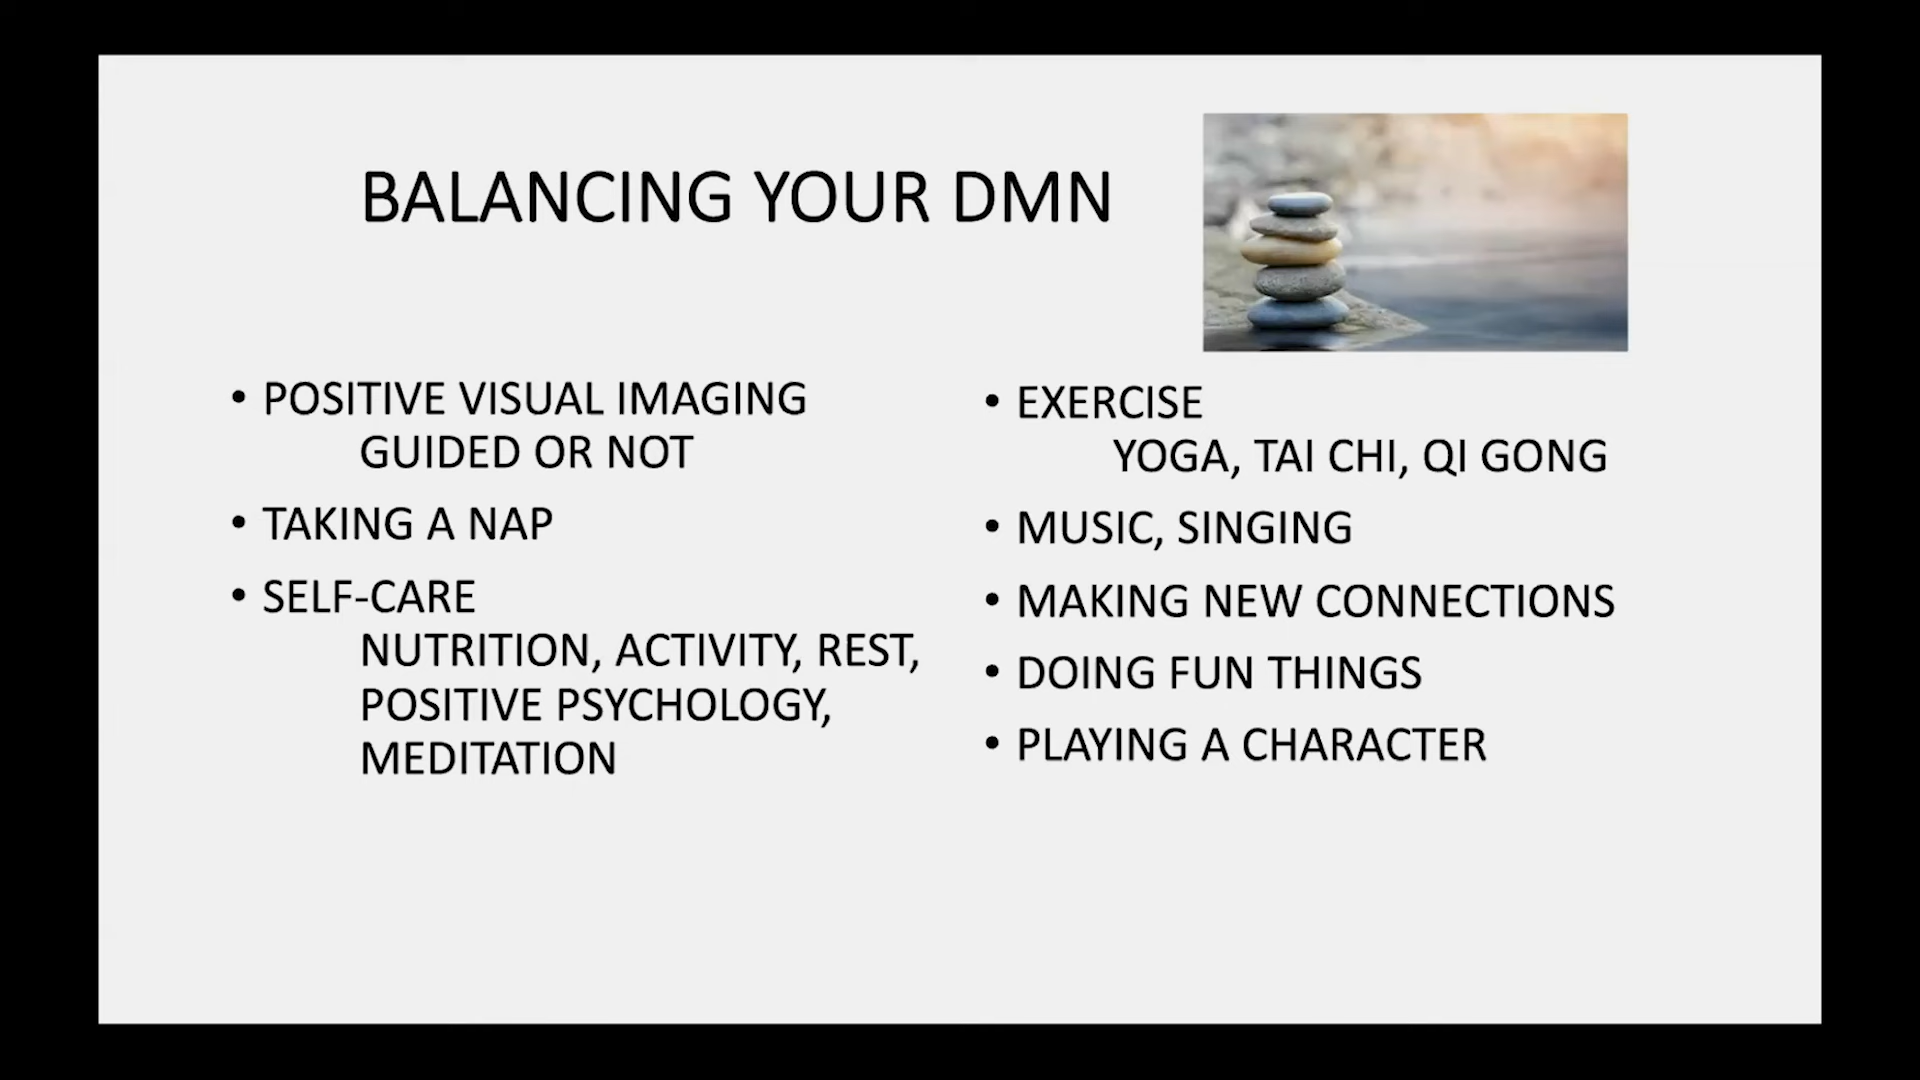 BALANCING YOUR DMN
• POSITIVE VISUAL IMAGING
GUIDED OR NOT
• TAKING A NAP
• SELF-CARE
NUTRITION, ACTIVITY, REST,
POSITIVE PSYCHOLOGY,
MEDITATION
• EXERCISE
YOGA, TAI CHI, QI GONG
• MUSIC, SINGING
• MAKING NEW CONNECTIONS
• DOING FUN THINGS
• PLAYING A CHARACTER